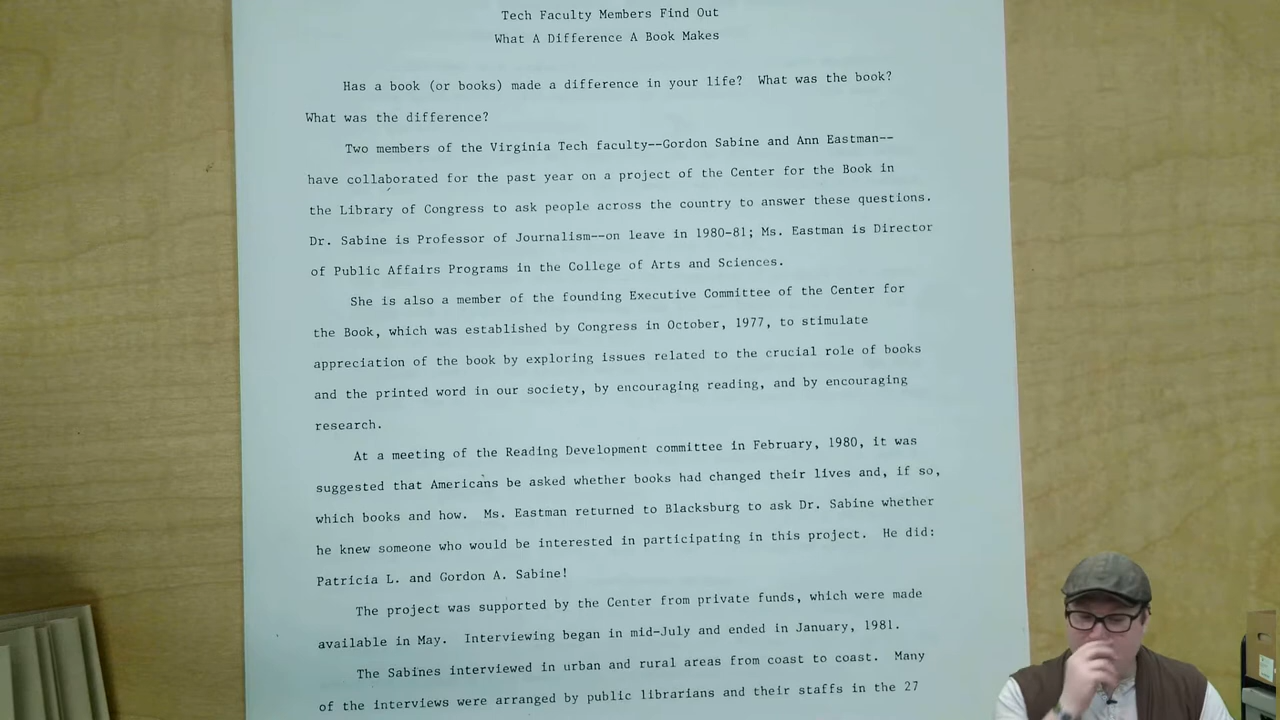 Tech Faculty Members Find Out
What A Difference A Book Makes
Has a book (or books) made a difference in your life? What was the book?
What was the difference?
Two members of the Virginia Tech faculty--Gordon Sabine and Ann Eastman--
have collaborated for the past year on a project of the Center for the Book in
the Library of Congress to ask people across the country to answer these questions.
Dr. Sabine is Professor of Journalism--on leave in 1980-81; Ms. Eastman is Director
of Public Affairs Programs in the College of Arts and Sciences.
She is also a member of the founding Executive Committee of the Center for
the Book, which was established by Congress in October, 1977, to stimulate
appreciation of the book by exploring issues related to the crucial role of books
and the printed word in our society, by encouraging reading, and by encouraging
research.
At a meeting of the Reading Development committee in February, 1980, it was
suggested that Americans be asked whether books had changed their lives and, if so,
which books and how. Ms. Eastman returned to Blacksburg to ask Dr. Sabine whether
he knew someone who would be interested in participating in this project. He did:
Patricia L. and Gordon A. Sabine!
The project was supported by the Center from private funds, which were made
available in May. Interviewing began in mid-July and ended in January, 1981.
The Sabines interviewed in urban and rural areas from coast to coast. Many
of the interviews were arranged by public librarians and their staffs in the 27